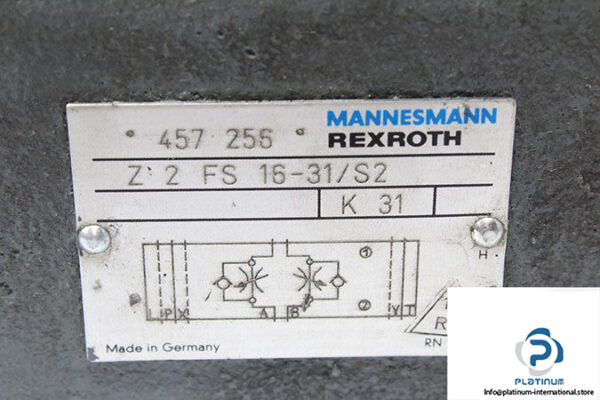 MANNESMANN
REXROTH
457 256
Z 2 FS 16-31/S2
K 31
1
H
L P X A B 2 Y T
R
Made in Germany
RN
PLATINUM
Info@platinum-international.store